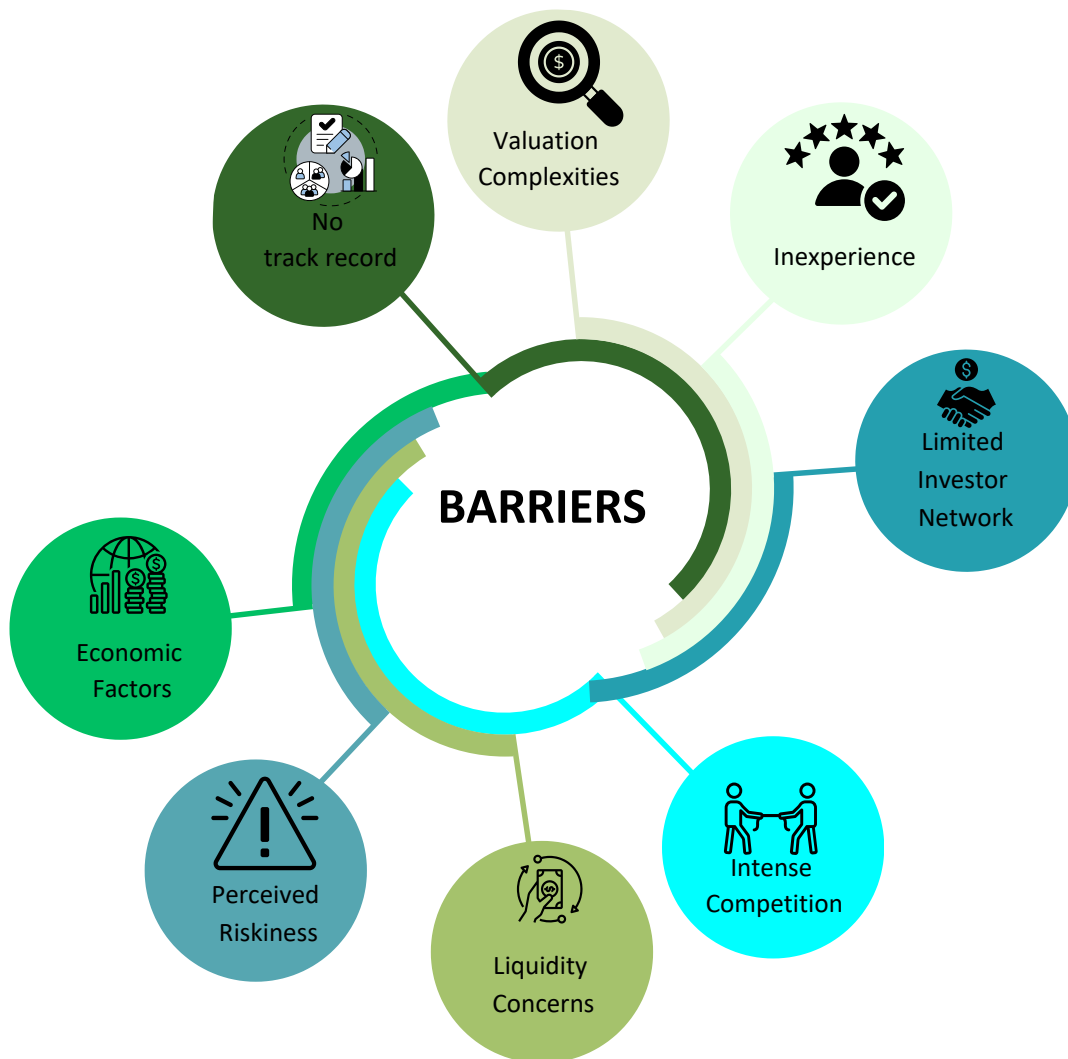 Valuation
Complexities
No
track record
Inexperience
Limited
Investor
Network
BARRIERS
Economic
Factors
Intense
Competition
Perceived
Riskiness
Liquidity
Concerns